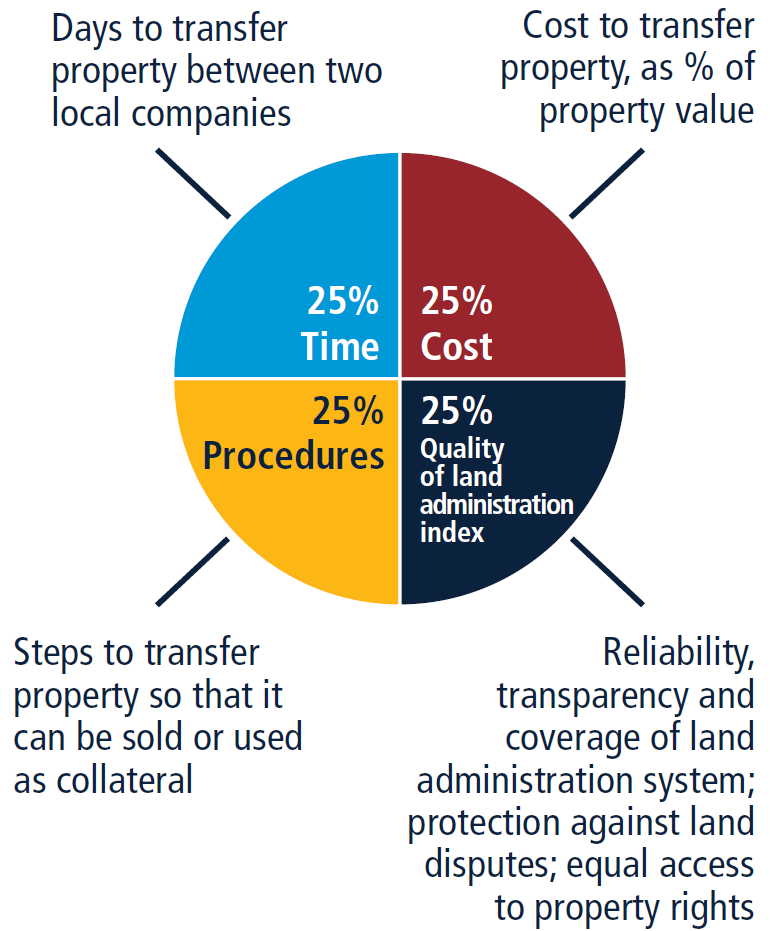 Days to transfer
property between two
local companies
Cost to transfer
property, as % of
property value
25%
Time
25%
Cost
25%
Procedures
25%
Quality
of land
administration
index
Steps to transfer
property so that it
can be sold or used
as collateral
Reliability,
transparency and
coverage of land
administration system;
protection against land
disputes; equal access
to property rights